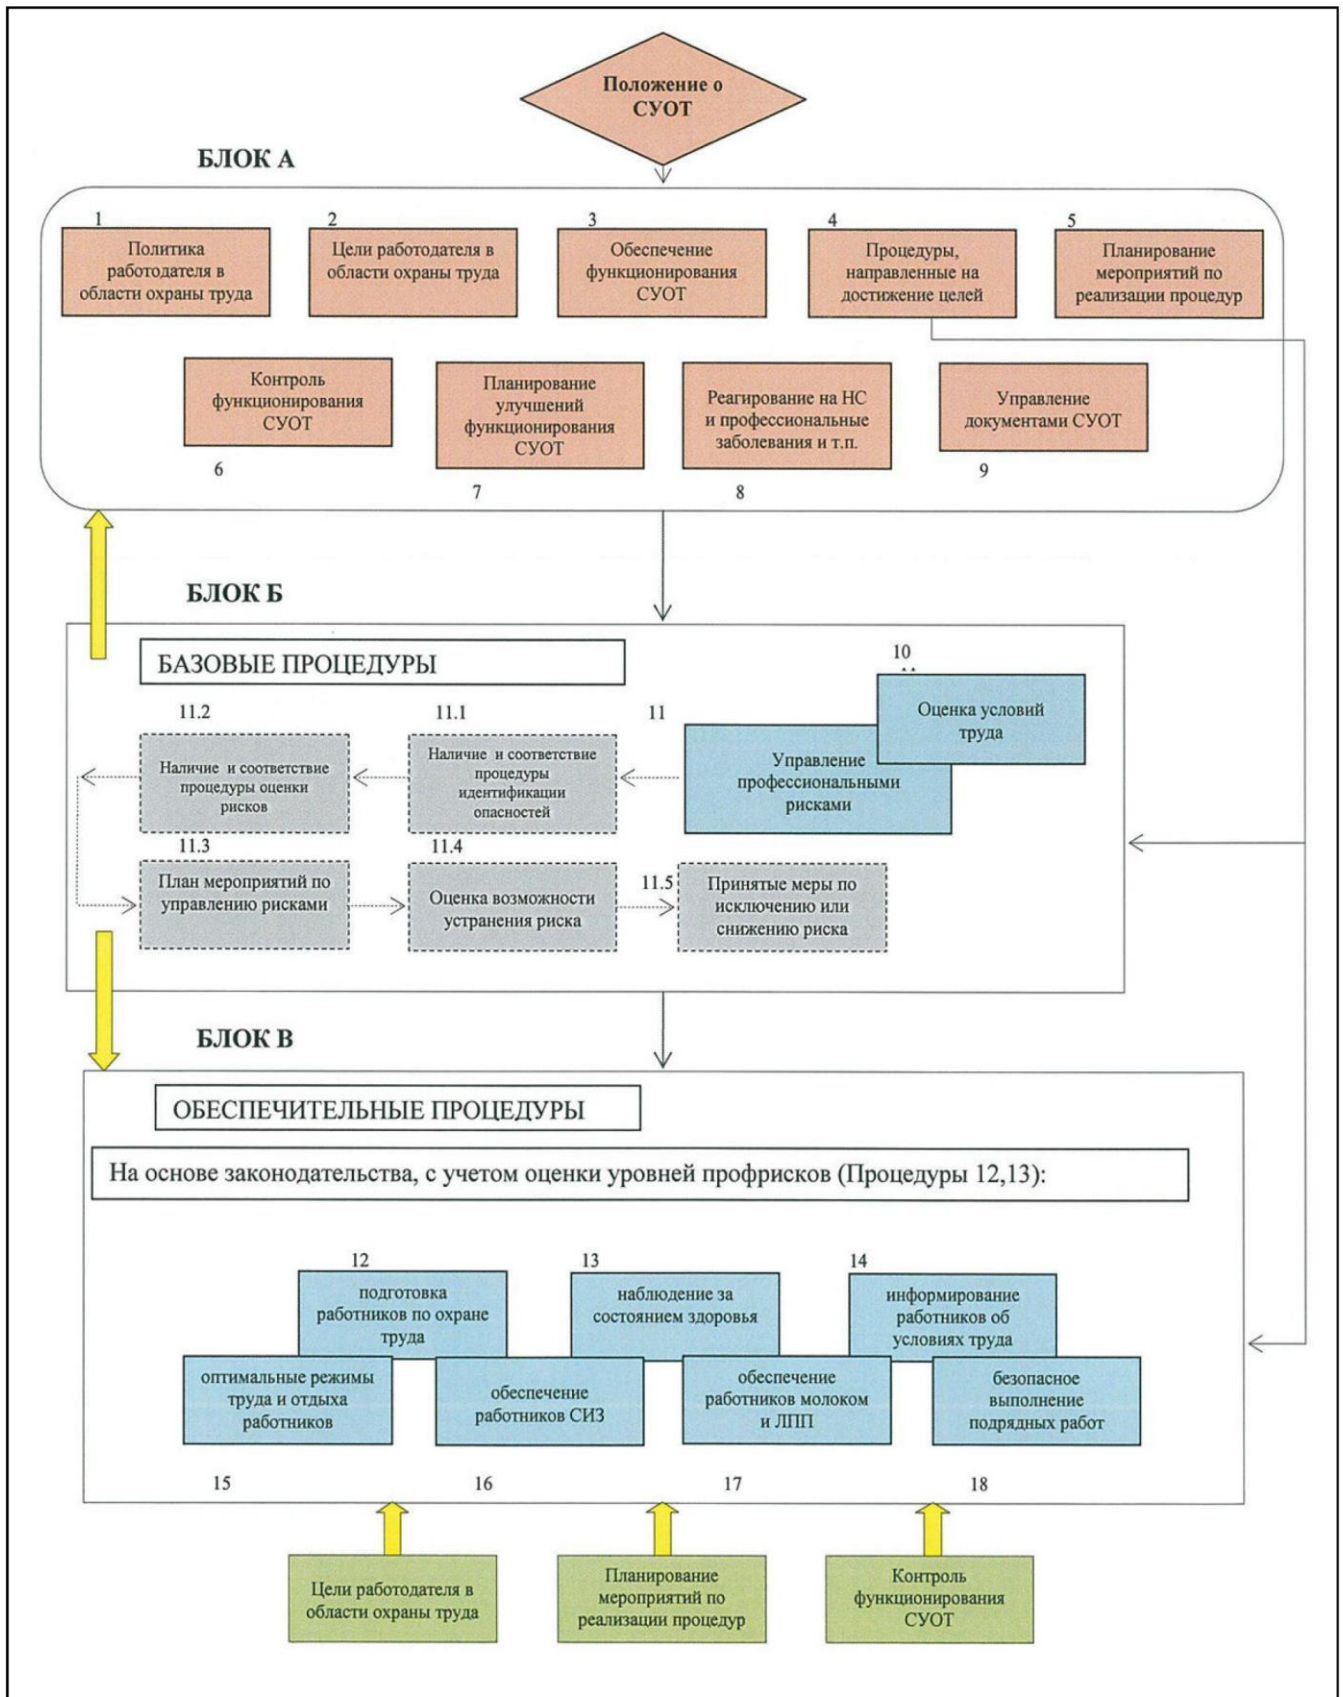 Положение о
СУОТ
БЛОК А
1
Политика
работодателя в
области охраны труда
2
Цели работодателя в
области охраны труда
3
Обеспечение
функционирования
СУОТ
4
Процедуры,
направленные на
достижение целей
5
Планирование
мероприятий по
реализации процедур
Контроль
функционирования
СУОТ
6
Планирование
улучшений
функционирования
СУОТ
7
Реагирование на НС
и профессиональные
заболевания и т.п.
8
Управление
документами СУОТ
9
БЛОК Б
БАЗОВЫЕ ПРОЦЕДУРЫ
10
Оценка условий
труда
11
Управление
профессиональными
рисками
11.1
Наличие и соответствие
процедуры
идентификации
опасностей
11.2
Наличие и соответствие
процедуры оценки
рисков
11.3
План мероприятий по
управлению рисками
11.4
Оценка возможности
устранения риска
11.5
Принятые меры по
исключению или
снижению риска
БЛОК В
ОБЕСПЕЧИТЕЛЬНЫЕ ПРОЦЕДУРЫ
На основе законодательства, с учетом оценки уровней профрисков (Процедуры 12,13):
12
подготовка
работников по охране
труда
13
наблюдение за
состоянием здоровья
14
информирование
работников об
условиях труда
оптимальные режимы
труда и отдыха
работников
15
обеспечение
работников СИЗ
16
обеспечение
работников молоком
и ЛПП
17
безопасное
выполнение
подрядных работ
18
Цели работодателя в
области охраны труда
Планирование
мероприятий по
реализации процедур
Контроль
функционирования
СУОТ